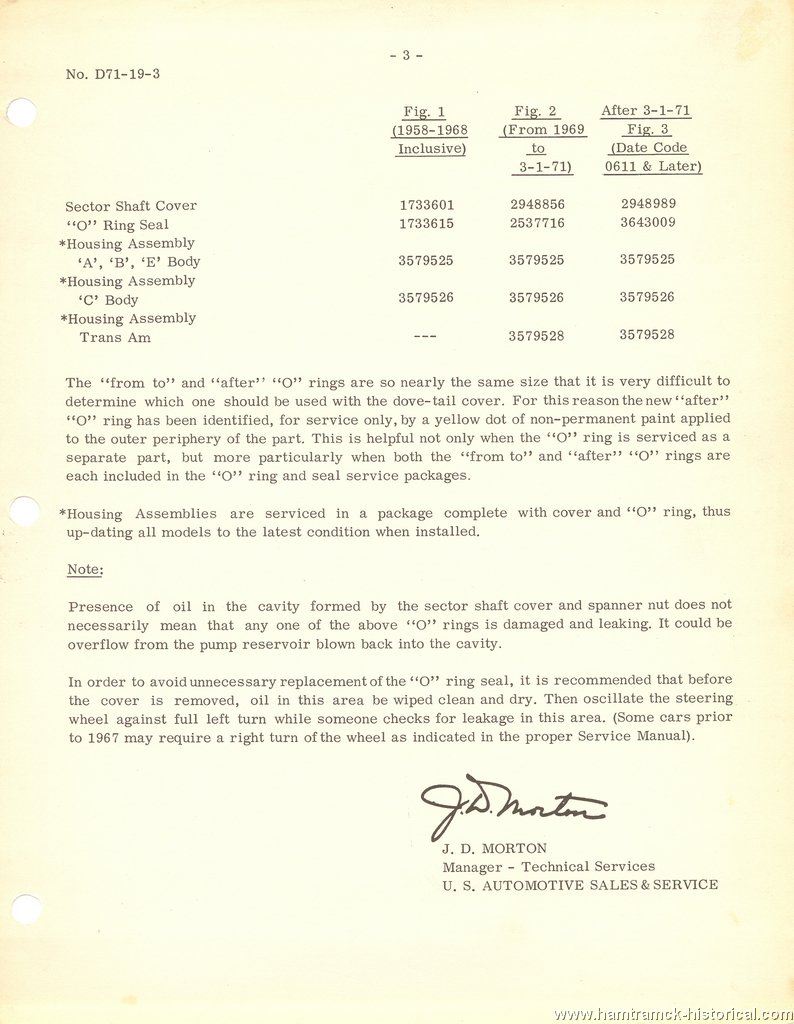 - 3 -
No. D71-19-3
Fig. 1 Fig. 2 After 3-1-71
(1958-1968 (From 1969 Fig. 3
Inclusive) to (Date Code
3-1-71) 0611 & Later)
Sector Shaft Cover 1733601 2948856 2948989
“O” Ring Seal 1733615 2537716 3643009
*Housing Assembly
‘A’, ‘B’, ‘E’ Body 3579525 3579525 3579525
*Housing Assembly
‘C’ Body 3579526 3579526 3579526
*Housing Assembly
Trans Am --- 3579528 3579528
The “from to” and “after” “O” rings are so nearly the same size that it is very difficult to
determine which one should be used with the dove-tail cover. For this reason the new “after”
“O” ring has been identified, for service only, by a yellow dot of non-permanent paint applied
to the outer periphery of the part. This is helpful not only when the “O” ring is serviced as a
separate part, but more particularly when both the “from to” and “after” “O” rings are
each included in the “O” ring and seal service packages.
*Housing Assemblies are serviced in a package complete with cover and “O” ring, thus
up-dating all models to the latest condition when installed.
Note:
Presence of oil in the cavity formed by the sector shaft cover and spanner nut does not
necessarily mean that any one of the above “O” rings is damaged and leaking. It could be
overflow from the pump reservoir blown back into the cavity.
In order to avoid unnecessary replacement of the “O” ring seal, it is recommended that before
the cover is removed, oil in this area be wiped clean and dry. Then oscillate the steering
wheel against full left turn while someone checks for leakage in this area. (Some cars prior
to 1967 may require a right turn of the wheel as indicated in the proper Service Manual).
J. D. Morton
J. D. MORTON
Manager - Technical Services
U. S. AUTOMOTIVE SALES & SERVICE
www.hamtramck-historical.com